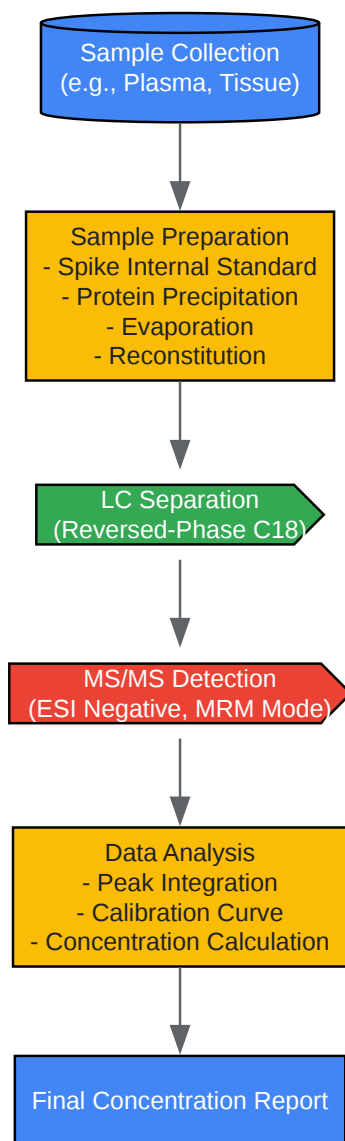 Sample Collection
(e.g., Plasma, Tissue)
Sample Preparation
- Spike Internal Standard
- Protein Precipitation
- Evaporation
- Reconstitution
LC Separation
(Reversed-Phase C18)
MS/MS Detection
(ESI Negative, MRM Mode)
Data Analysis
- Peak Integration
- Calibration Curve
- Concentration Calculation
Final Concentration Report